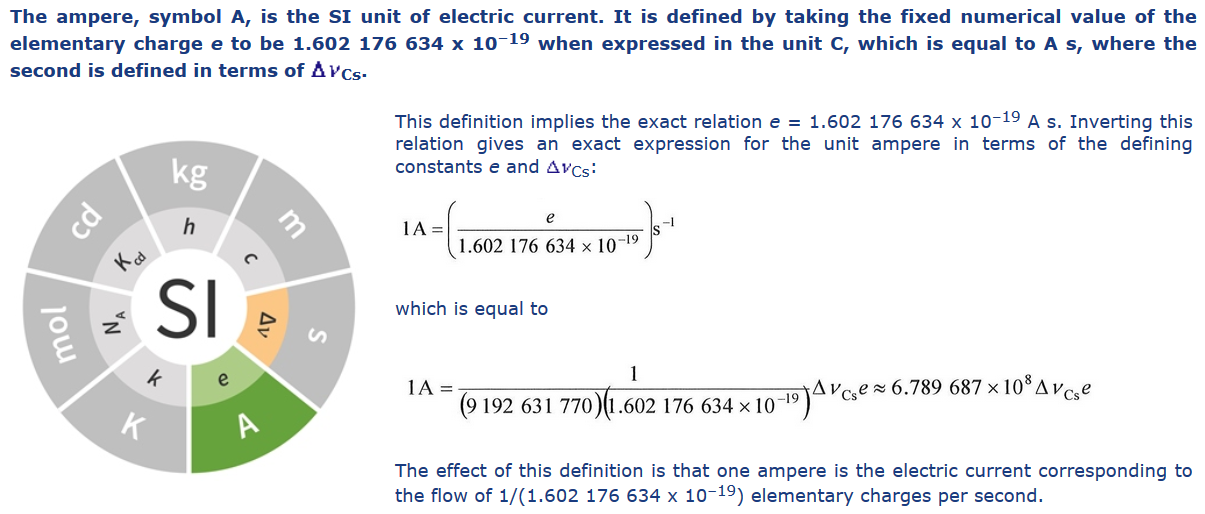 The ampere, symbol A, is the SI unit of electric current. It is defined by taking the fixed numerical value of the
elementary charge e to be 1.602 176 634 x 10⁻¹⁹ when expressed in the unit C, which is equal to A s, where the
second is defined in terms of ΔνCs.
This definition implies the exact relation e = 1.602 176 634 x 10⁻¹⁹ A s. Inverting this
relation gives an exact expression for the unit ampere in terms of the defining
constants e and ΔνCs:
1 A = (e / 1.602 176 634 × 10⁻¹⁹) s⁻¹
which is equal to
1 A = 1 / ((9 192 631 770)(1.602 176 634 × 10⁻¹⁹)) ΔνCs e ≈ 6.789 687 × 10⁸ ΔνCs e
The effect of this definition is that one ampere is the electric current corresponding to
the flow of 1/(1.602 176 634 x 10⁻¹⁹) elementary charges per second.
kg
m
s
A
K
mol
cd
h
c
Δν
e
k
NA
Kcd
SI